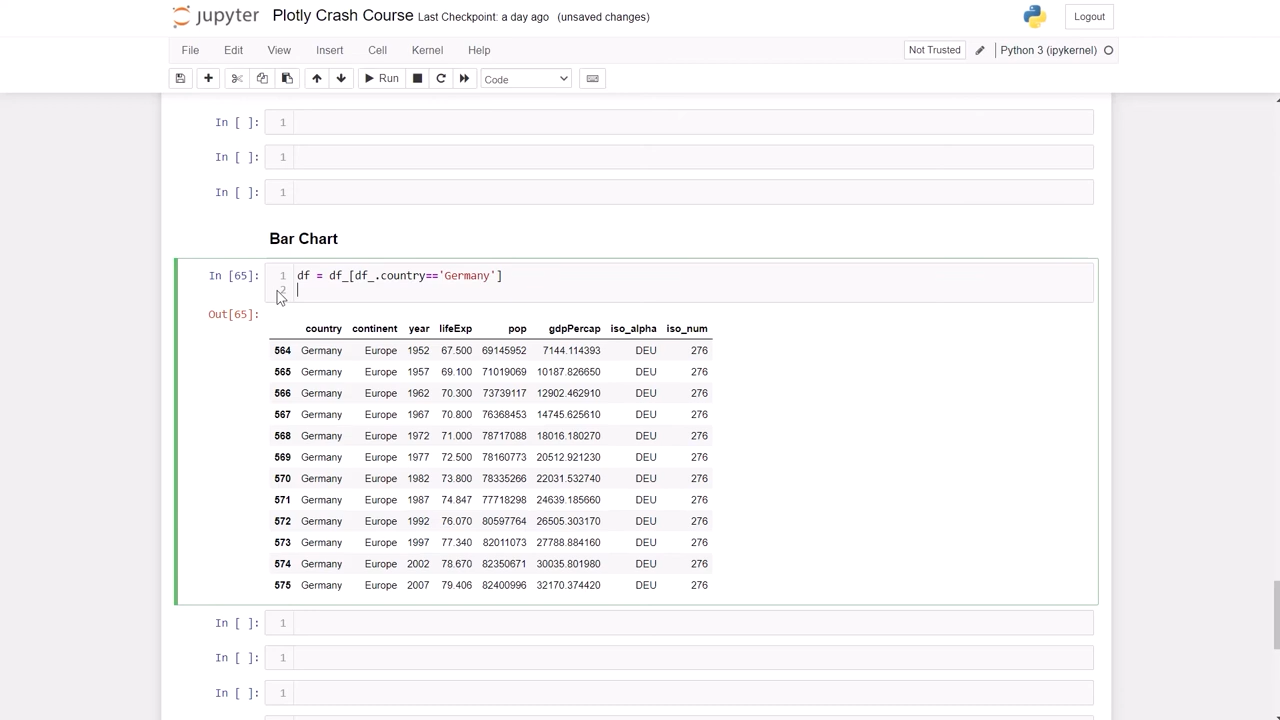 jupyter Plotly Crash Course Last Checkpoint: a day ago (unsaved changes) Logout
File Edit View Insert Cell Kernel Help Not Trusted Python 3 (ipykernel)
Run Code
In [ ]: 1
In [ ]: 1
In [ ]: 1
Bar Chart
In [65]: 1 df = df_[df_.country=='Germany']
2
Out[65]:
country continent year lifeExp pop gdpPercap iso_alpha iso_num
564 Germany Europe 1952 67.500 69145952 7144.114393 DEU 276
565 Germany Europe 1957 69.100 71019069 10187.826650 DEU 276
566 Germany Europe 1962 70.300 73739117 12902.462910 DEU 276
567 Germany Europe 1967 70.800 76368453 14745.625610 DEU 276
568 Germany Europe 1972 71.000 78717088 18016.180270 DEU 276
569 Germany Europe 1977 72.500 78160773 20512.921230 DEU 276
570 Germany Europe 1982 73.800 78335266 22031.532740 DEU 276
571 Germany Europe 1987 74.847 77718298 24639.185660 DEU 276
572 Germany Europe 1992 76.070 80597764 26505.303170 DEU 276
573 Germany Europe 1997 77.340 82011073 27788.884160 DEU 276
574 Germany Europe 2002 78.670 82350671 30035.801980 DEU 276
575 Germany Europe 2007 79.406 82400996 32170.374420 DEU 276
In [ ]: 1
In [ ]: 1
In [ ]: 1